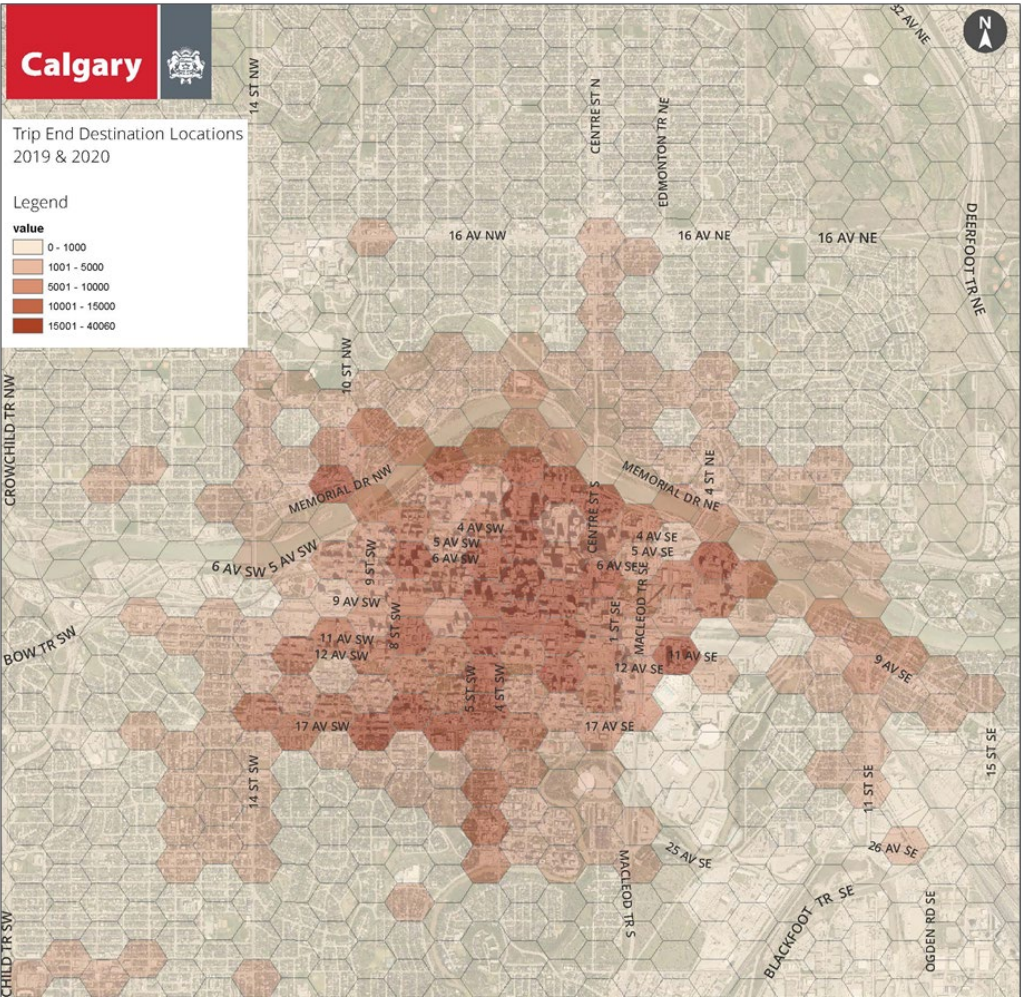 Calgary
Trip End Destination Locations
2019 & 2020
Legend
value
0 - 1000
1001 - 5000
5001 - 10000
10001 - 15000
15001 - 40060
N
32 AV NE
14 ST NW
CENTRE ST N
EDMONTON TR NE
16 AV NW
16 AV NE
16 AV NE
DEERFOOT TR NE
10 ST NW
CROWCHILD TR NW
MEMORIAL DR NW
MEMORIAL DR NE
4 ST NE
CENTRE ST S
4 AV SW
5 AV SW
6 AV SW
4 AV SE
5 AV SE
6 AV SE
6 AV SW
5 AV SW
9 ST SW
9 AV SW
8 ST SW
1 ST SE
MACLEOD TR SE
BOW TR SW
11 AV SW
12 AV SW
11 AV SE
12 AV SE
9 AV SE
5 ST SW
4 ST SW
17 AV SW
17 AV SE
15 ST SE
14 ST SW
11 ST SE
25 AV SE
26 AV SE
MACLEOD TR S
BLACKFOOT TR SE
OGDEN RD SE
CHILD TR SW